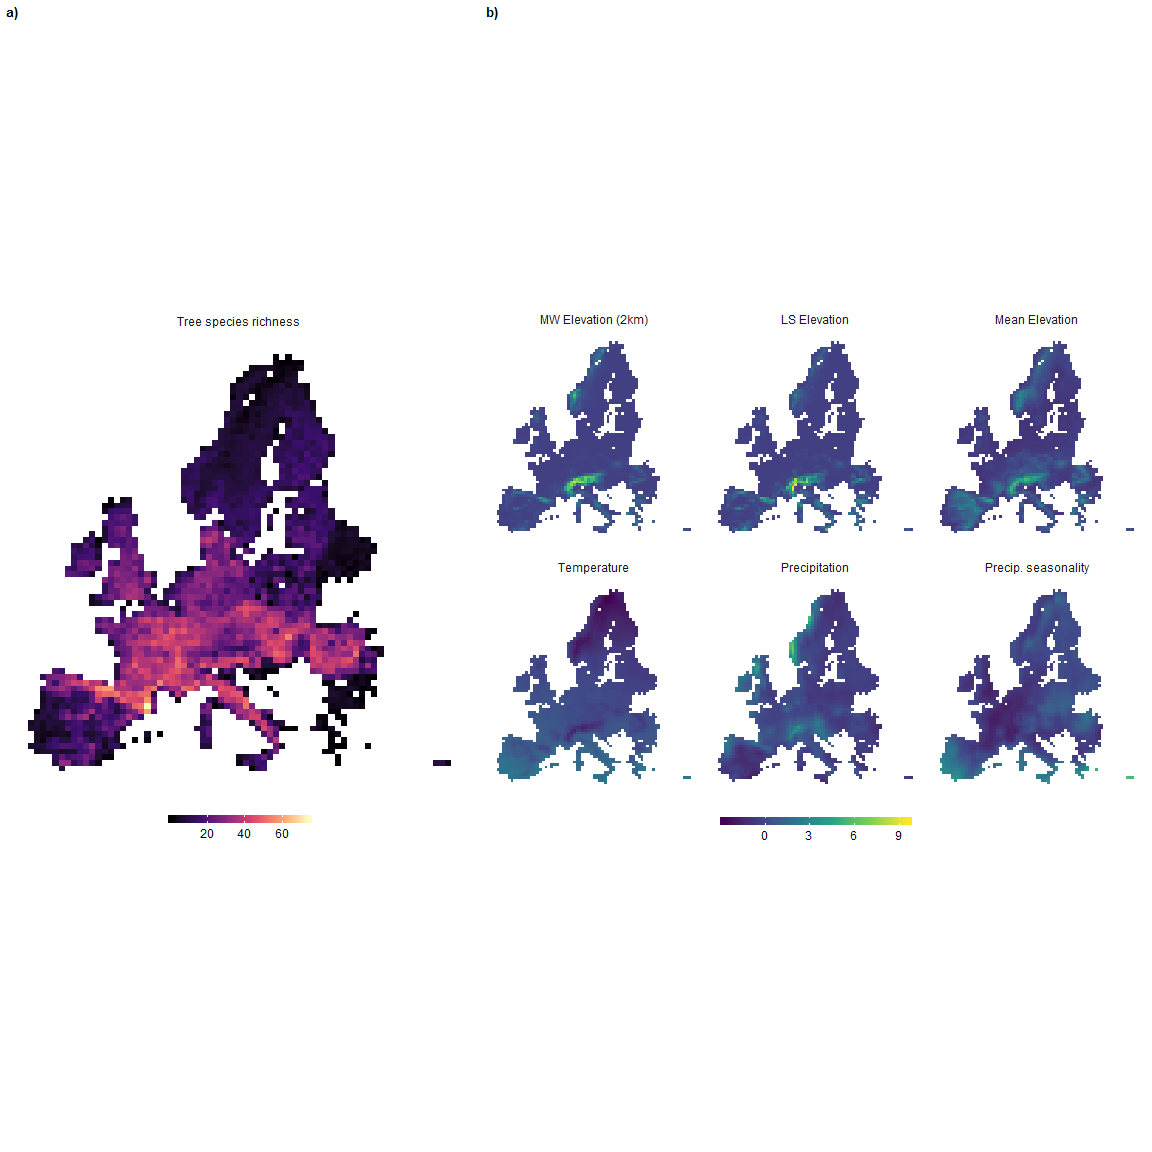 a)
b)
Tree species richness
20 40 60
MW Elevation (2km)
LS Elevation
Mean Elevation
Temperature
Precipitation
Precip. seasonality
0 3 6 9